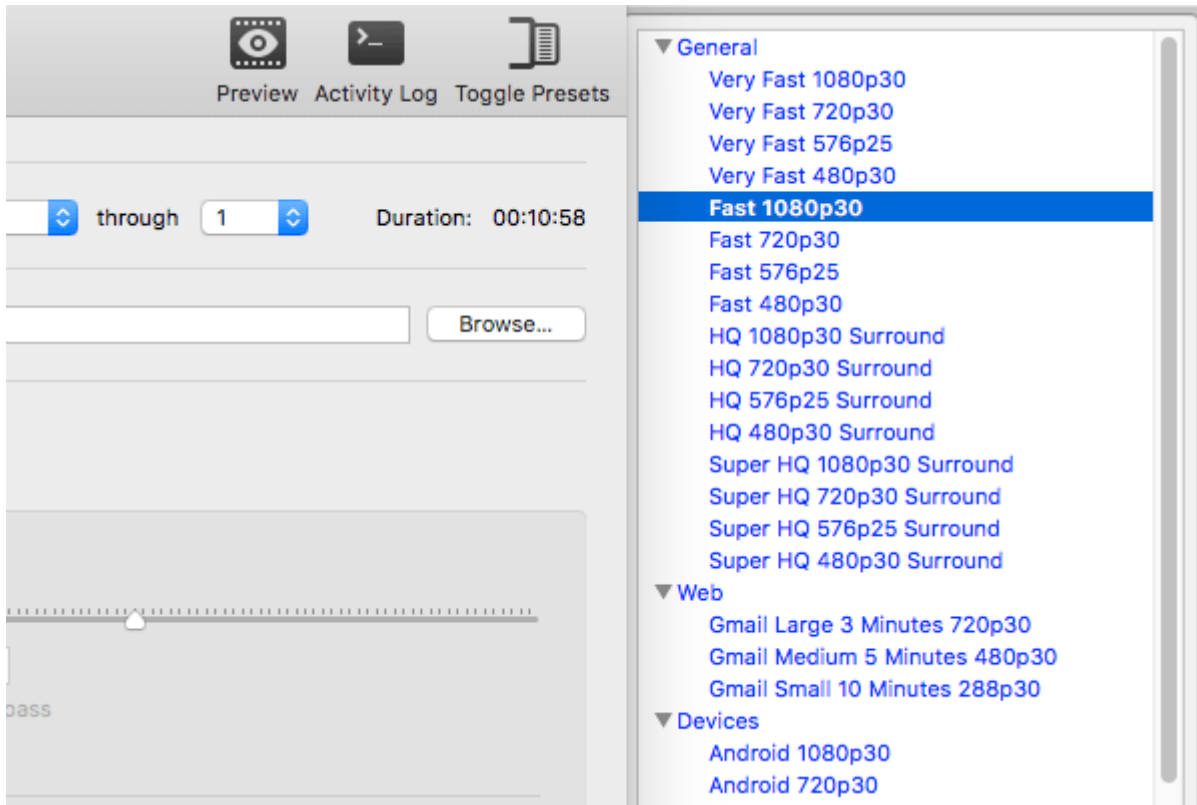 Preview Activity Log Toggle Presets
through 1 Duration: 00:10:58
Browse...
pass
General
Very Fast 1080p30
Very Fast 720p30
Very Fast 576p25
Very Fast 480p30
Fast 1080p30
Fast 720p30
Fast 576p25
Fast 480p30
HQ 1080p30 Surround
HQ 720p30 Surround
HQ 576p25 Surround
HQ 480p30 Surround
Super HQ 1080p30 Surround
Super HQ 720p30 Surround
Super HQ 576p25 Surround
Super HQ 480p30 Surround
Web
Gmail Large 3 Minutes 720p30
Gmail Medium 5 Minutes 480p30
Gmail Small 10 Minutes 288p30
Devices
Android 1080p30
Android 720p30